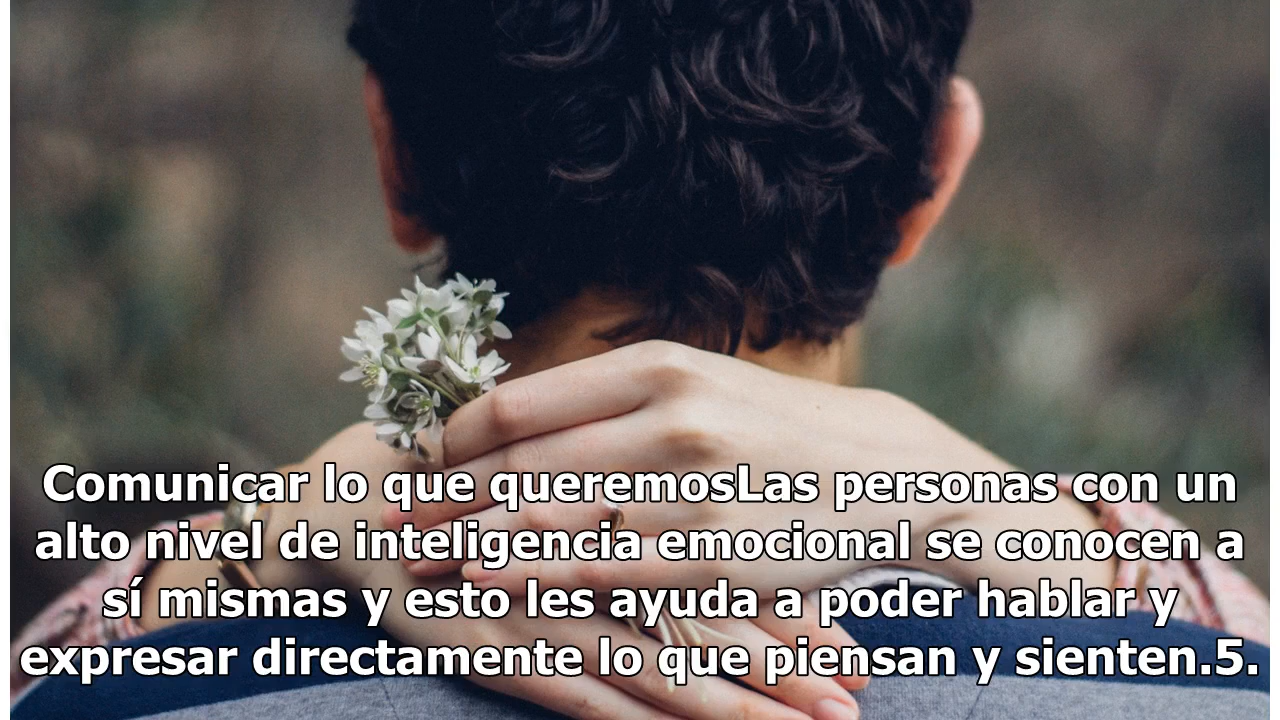 Comunicar lo que queremosLas personas con un
alto nivel de inteligencia emocional se conocen a
sí mismas y esto les ayuda a poder hablar y
expresar directamente lo que piensan y sienten.5.